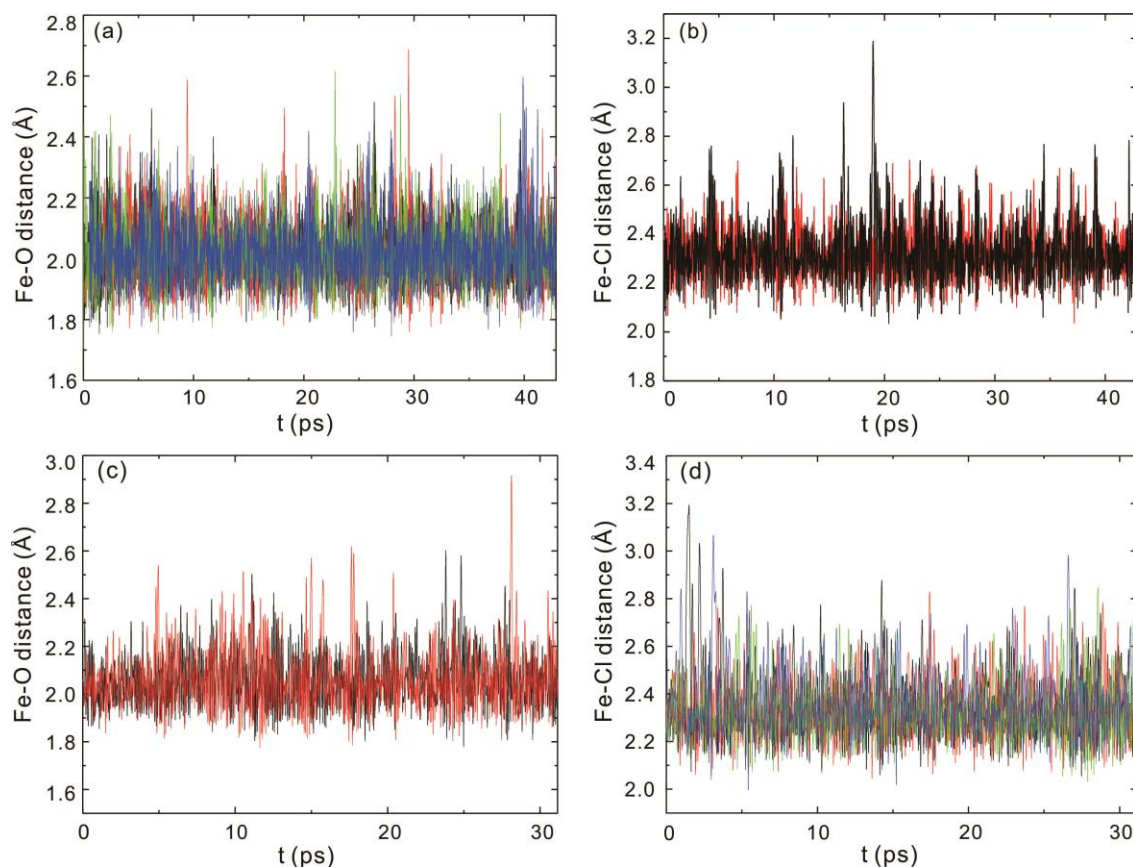 (a)
Fe-O distance (Å)
2.8
2.6
2.4
2.2
2.0
1.8
1.6
0 10 20 30 40
t (ps)
(b)
Fe-Cl distance (Å)
3.2
3.0
2.8
2.6
2.4
2.2
2.0
1.8
0 10 20 30 40
t (ps)
(c)
Fe-O distance (Å)
3.0
2.8
2.6
2.4
2.2
2.0
1.8
1.6
0 10 20 30
t (ps)
(d)
Fe-Cl distance (Å)
3.4
3.2
3.0
2.8
2.6
2.4
2.2
2.0
0 10 20 30
t (ps)